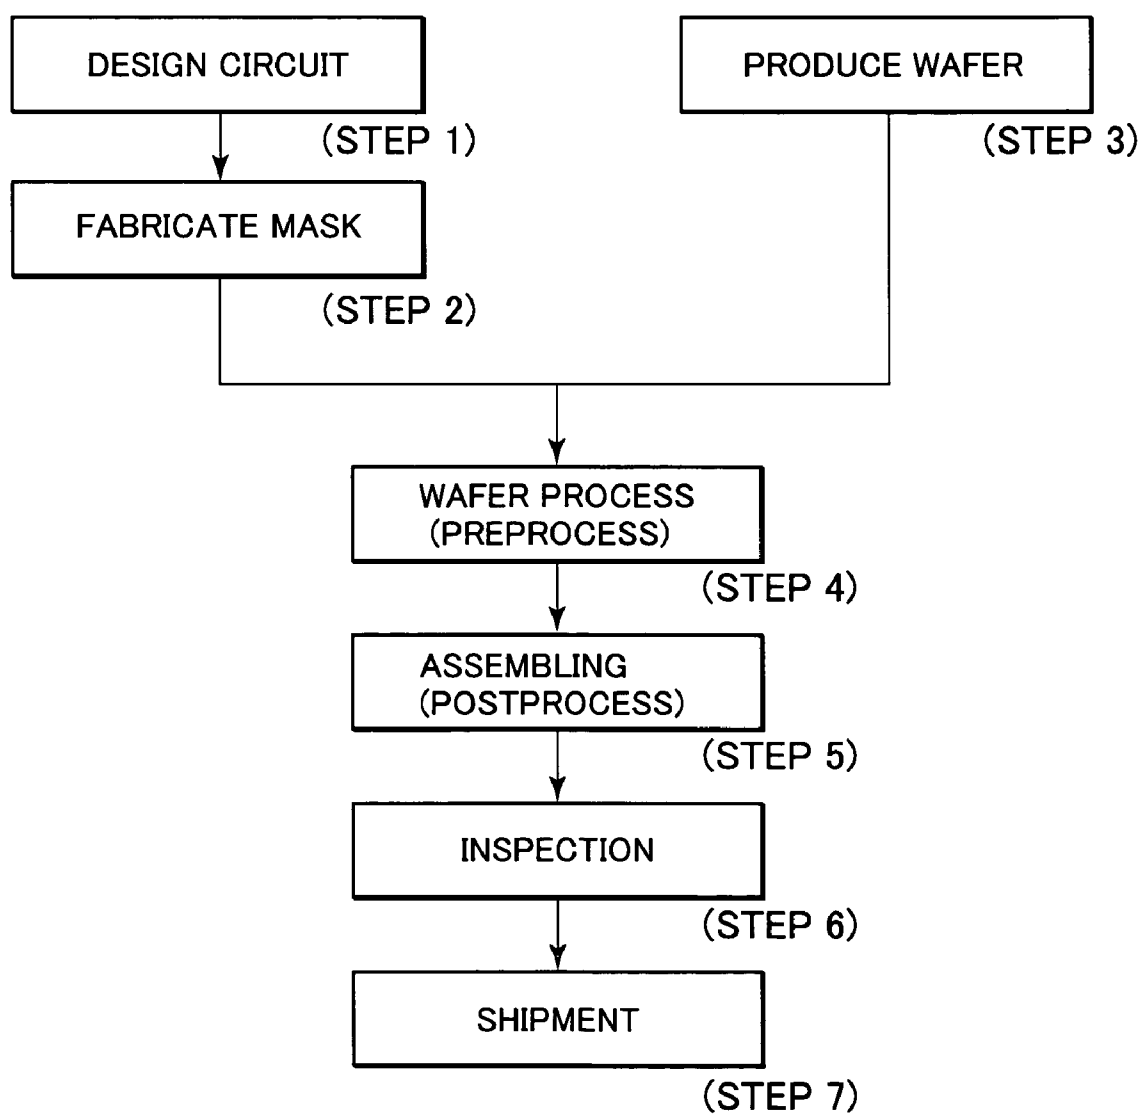 DESIGN CIRCUIT
(STEP 1)
PRODUCE WAFER
(STEP 3)
FABRICATE MASK
(STEP 2)
WAFER PROCESS
(PREPROCESS)
(STEP 4)
ASSEMBLING
(POSTPROCESS)
(STEP 5)
INSPECTION
(STEP 6)
SHIPMENT
(STEP 7)